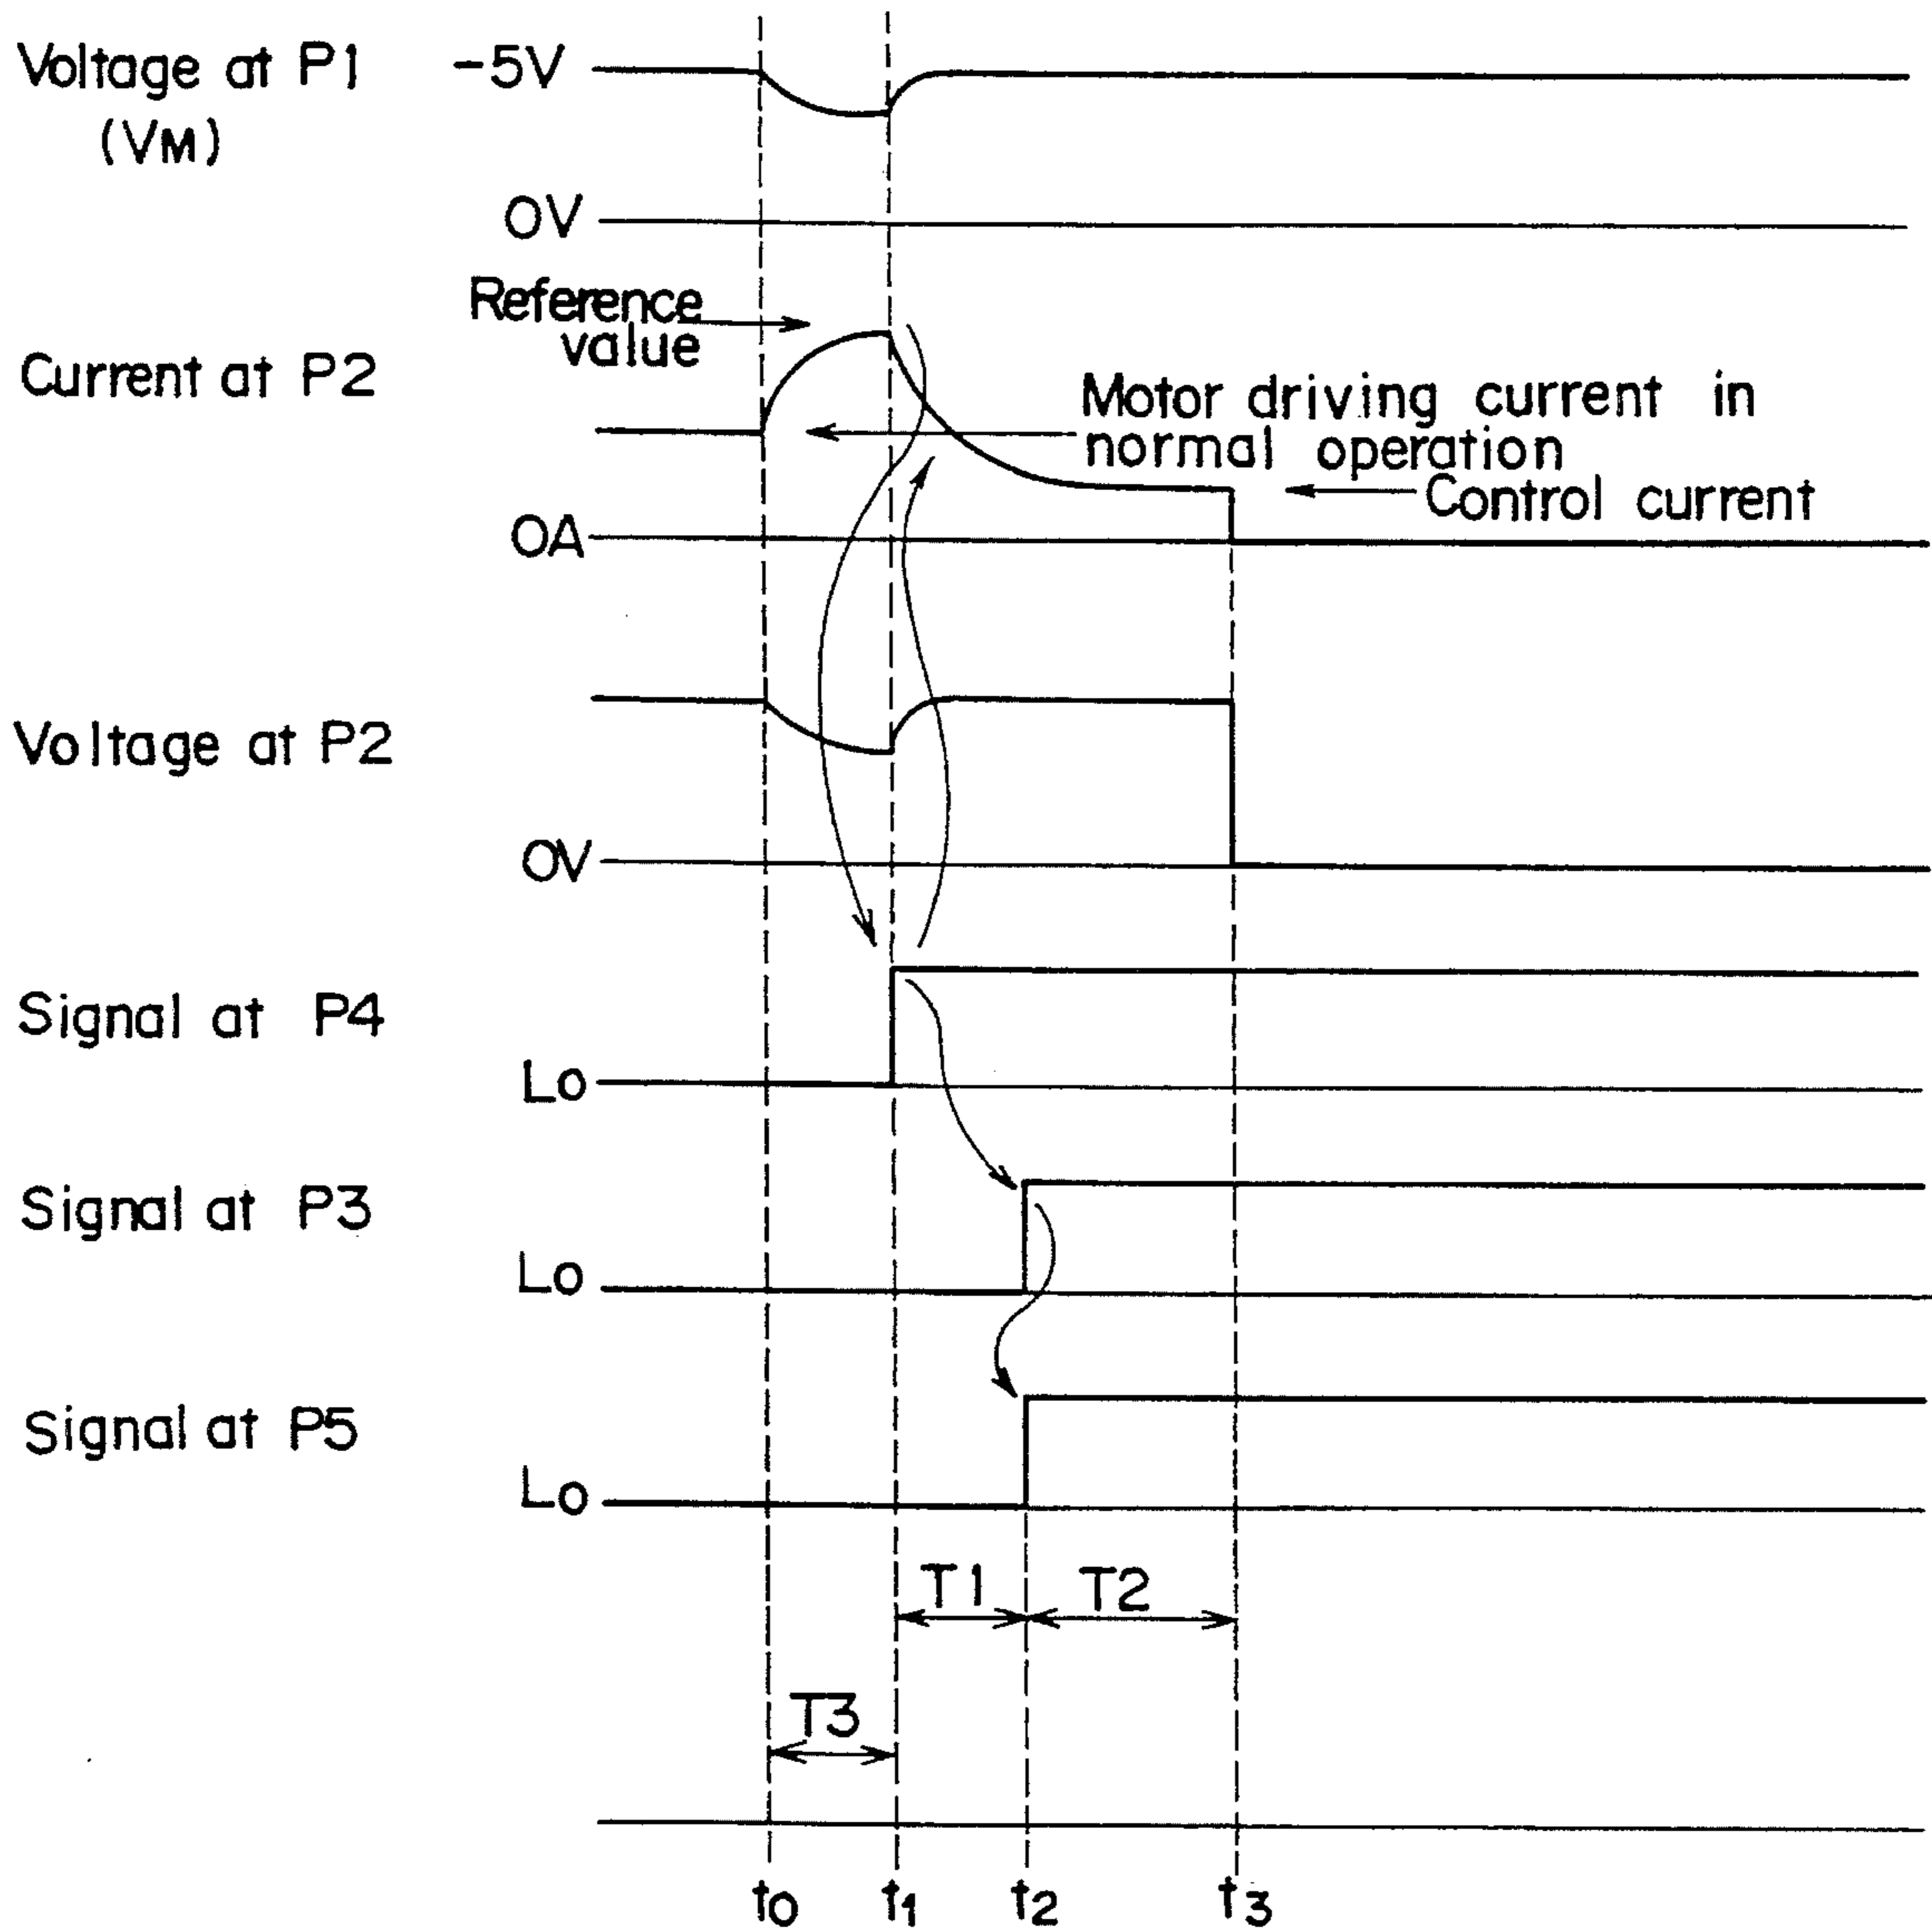 Voltage at P1
(VM)
-5V
0V
Reference
value
Current at P2
Motor driving current in
normal operation
Control current
0A
Voltage at P2
0V
Signal at P4
Lo
Signal at P3
Lo
Signal at P5
Lo
T1
T2
T3
t0
t1
t2
t3